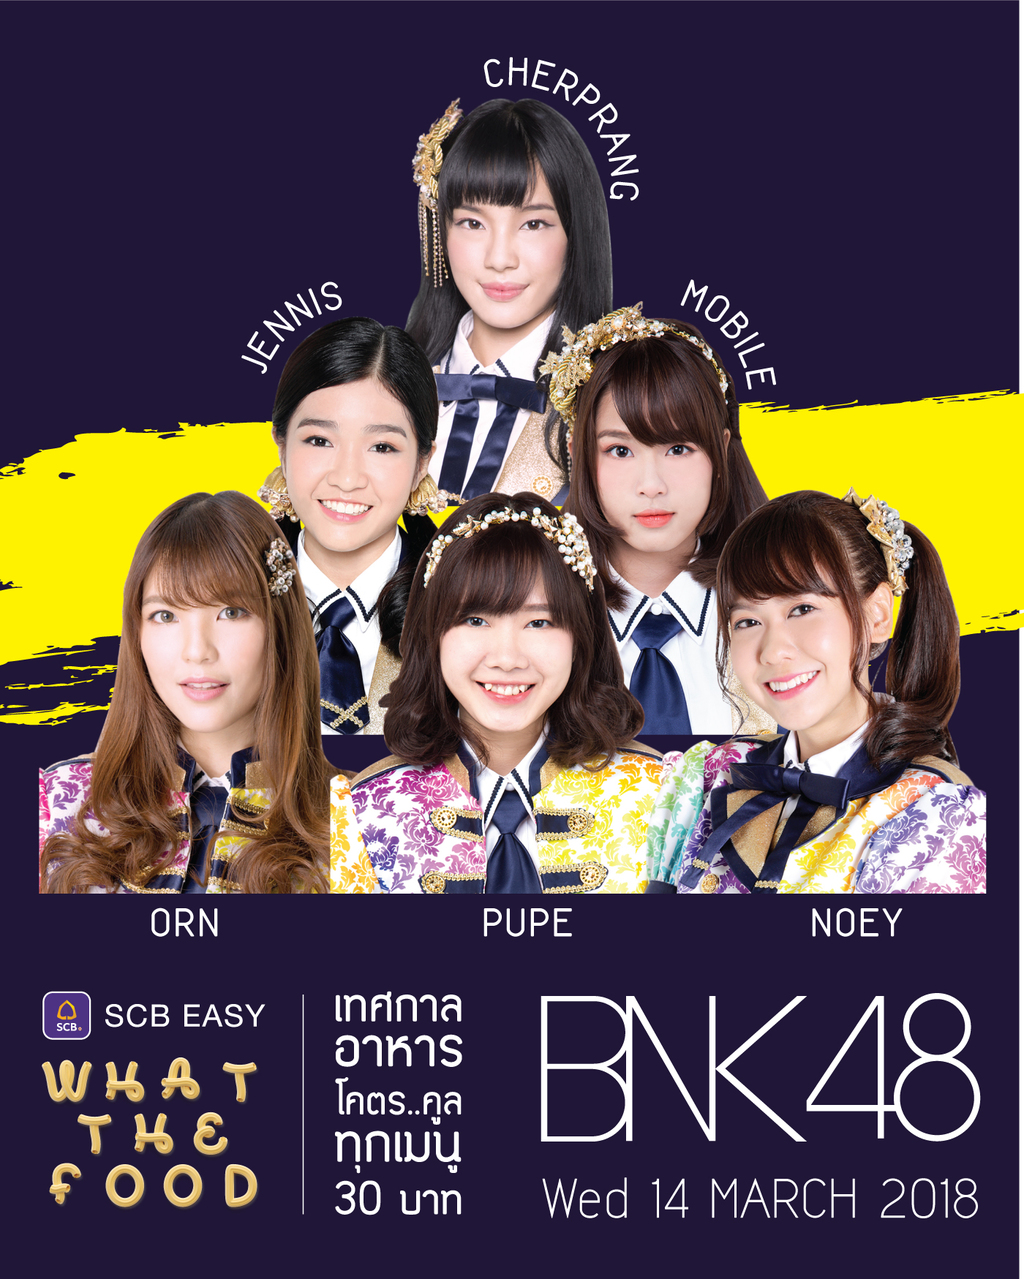 CHERPRANG
JENNIS
MOBILE
ORN
PUPE
NOEY
SCB
SCB EASY
WHAT
THE
FOOD
เทศกาล
อาหาร
โคตร..คูล
ทุกเมนู
30 บาท
BNK48
Wed 14 MARCH 2018